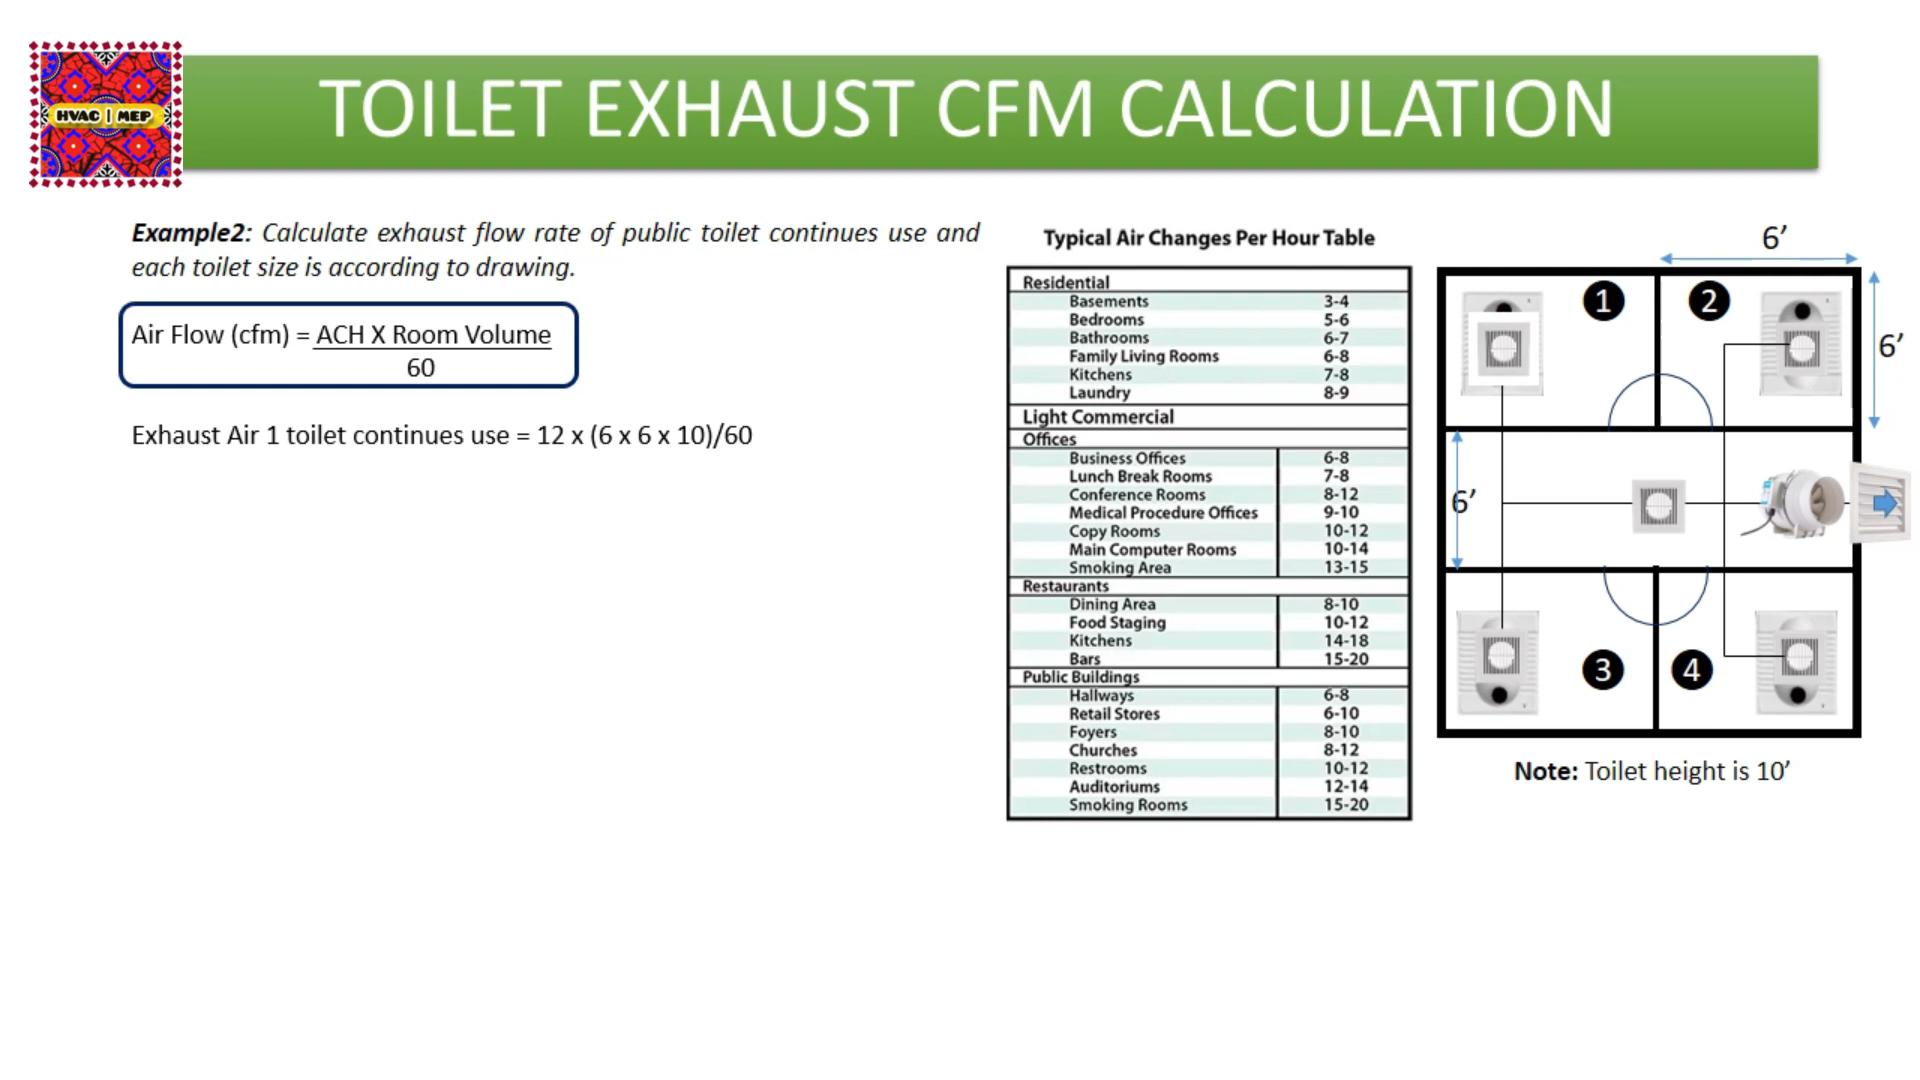 HVAC | MEP
TOILET EXHAUST CFM CALCULATION
Example2: Calculate exhaust flow rate of public toilet continues use and
each toilet size is according to drawing.
Air Flow (cfm) = ACH X Room Volume
60
Exhaust Air 1 toilet continues use = 12 x (6 x 6 x 10)/60
Typical Air Changes Per Hour Table
Residential
Basements 3-4
Bedrooms 5-6
Bathrooms 6-7
Family Living Rooms 6-8
Kitchens 7-8
Laundry 8-9
Light Commercial
Offices
Business Offices 6-8
Lunch Break Rooms 7-8
Conference Rooms 8-12
Medical Procedure Offices 9-10
Copy Rooms 10-12
Main Computer Rooms 10-14
Smoking Area 13-15
Restaurants
Dining Area 8-10
Food Staging 10-12
Kitchens 14-18
Bars 15-20
Public Buildings
Hallways 6-8
Retail Stores 6-10
Foyers 8-10
Churches 8-12
Restrooms 10-12
Auditoriums 12-14
Smoking Rooms 15-20
6’
1 2
6’
6’
3 4
Note: Toilet height is 10’